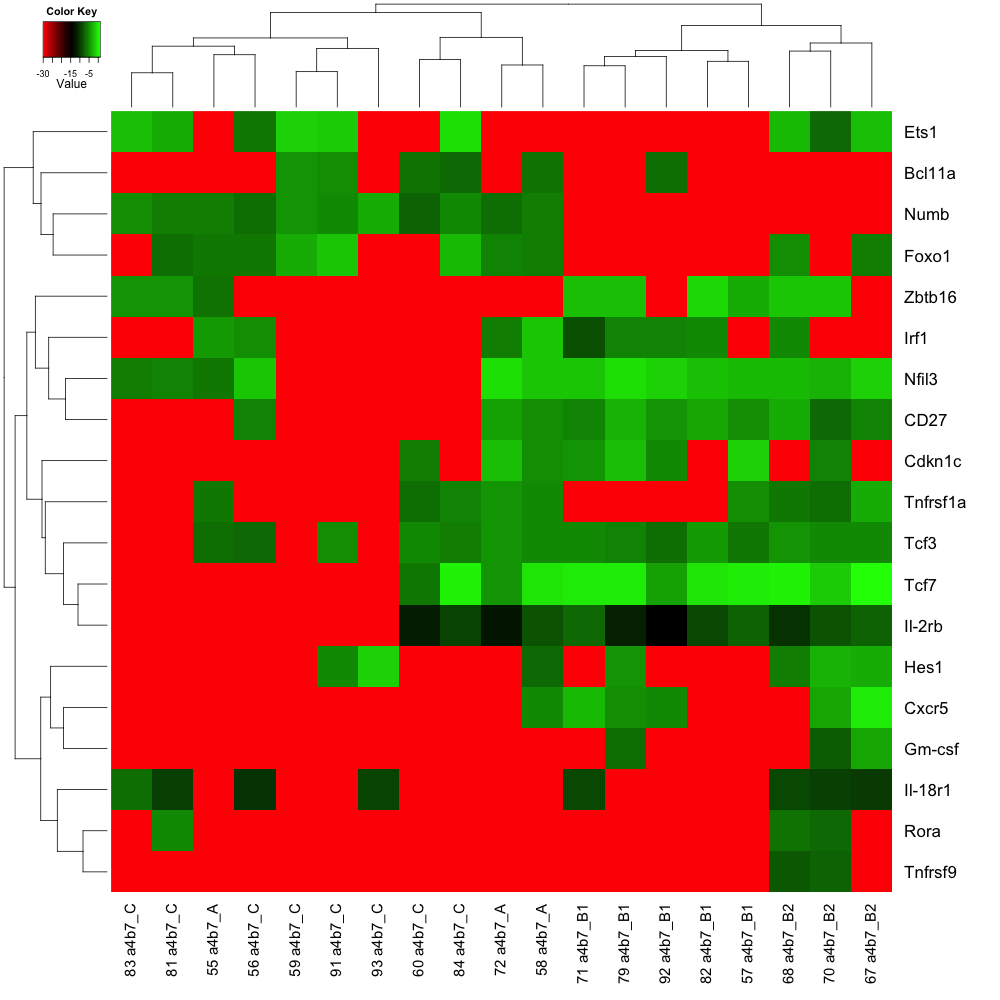 Color Key
-30 -15 -5
Value
Ets1
Bcl11a
Numb
Foxo1
Zbtb16
Irf1
Nfil3
CD27
Cdkn1c
Tnfrsf1a
Tcf3
Tcf7
Il-2rb
Hes1
Cxcr5
Gm-csf
Il-18r1
Rora
Tnfrsf9
83 a4b7_C
81 a4b7_C
55 a4b7_A
56 a4b7_C
59 a4b7_C
91 a4b7_C
93 a4b7_C
60 a4b7_C
84 a4b7_C
72 a4b7_A
58 a4b7_A
71 a4b7_B1
79 a4b7_B1
92 a4b7_B1
82 a4b7_B1
57 a4b7_B1
68 a4b7_B2
70 a4b7_B2
67 a4b7_B2